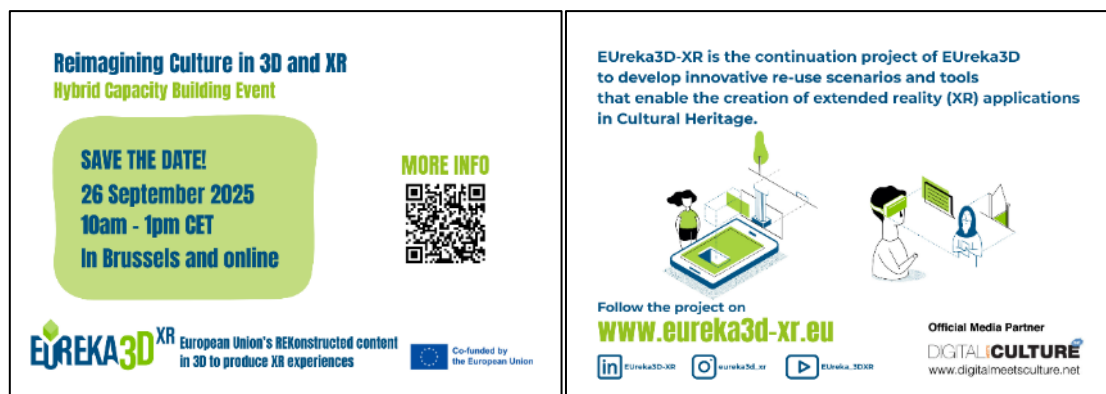 Reimagining Culture in 3D and XR
Hybrid Capacity Building Event
SAVE THE DATE!
26 September 2025
10am - 1pm CET
In Brussels and online
MORE INFO
EUREKA3D XR
European Union's REKonstructed content
in 3D to produce XR experiences
Co-funded by
the European Union
EUreka3D-XR is the continuation project of EUreka3D
to develop innovative re-use scenarios and tools
that enable the creation of extended reality (XR) applications
in Cultural Heritage.
Follow the project on
www.eureka3d-xr.eu
EUreka3D-XR
eureka3d_xr
EUreka_3DXR
Official Media Partner
DIGITAL CULTURE
www.digitalmeetsculture.net